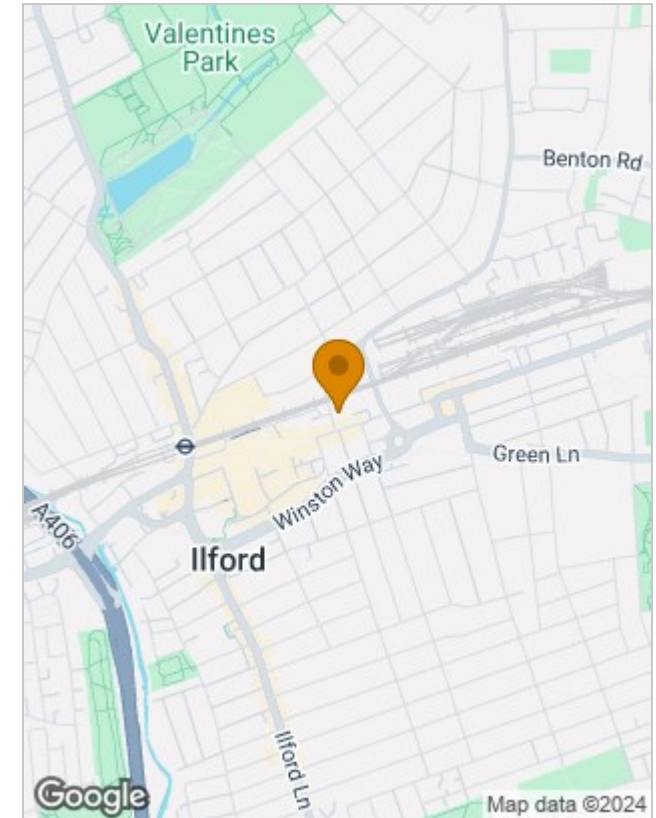 Valentines
Park
Benton Rd
Green Ln
Winston Way
A406
Ilford
Ilford Ln
Google
Map data ©2024